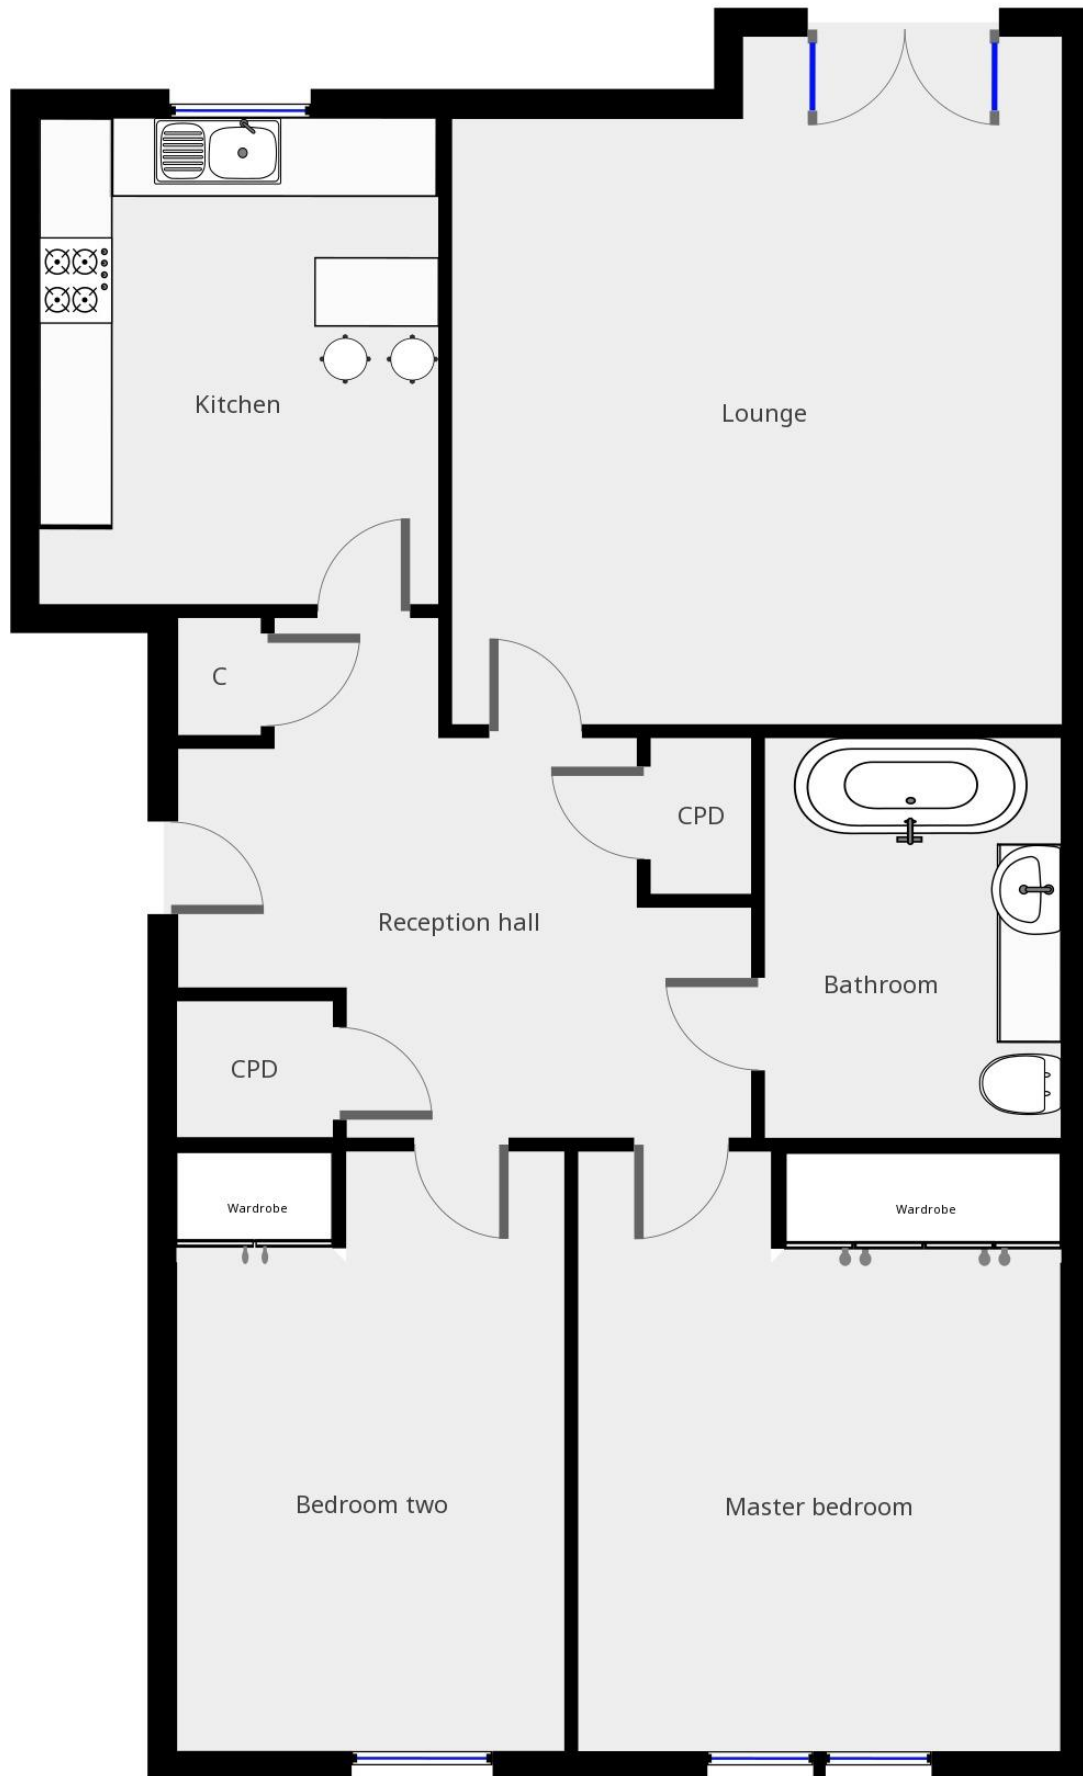 Kitchen
Lounge
C
CPD
Reception hall
Bathroom
CPD
Wardrobe
Wardrobe
Bedroom two
Master bedroom